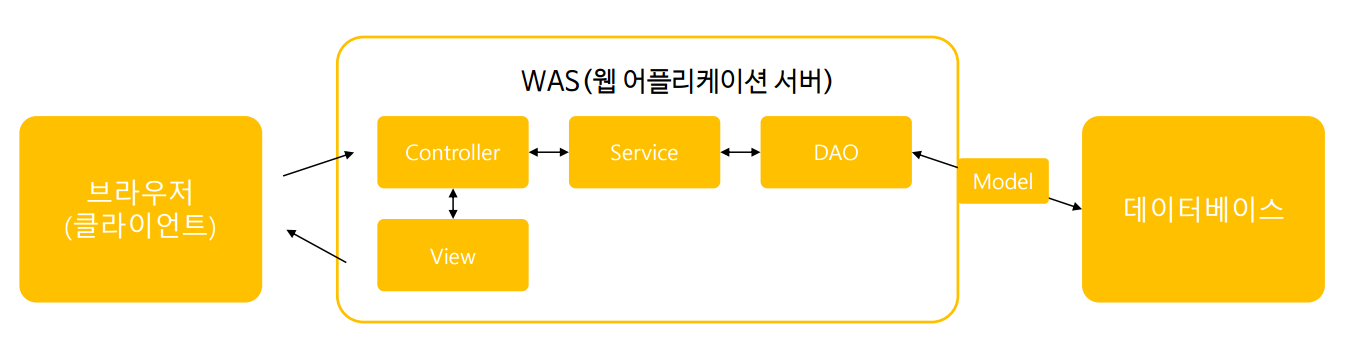 WAS (웹 어플리케이션 서버)
브라우저
(클라이언트)
Controller
Service
DAO
Model
데이터베이스
View